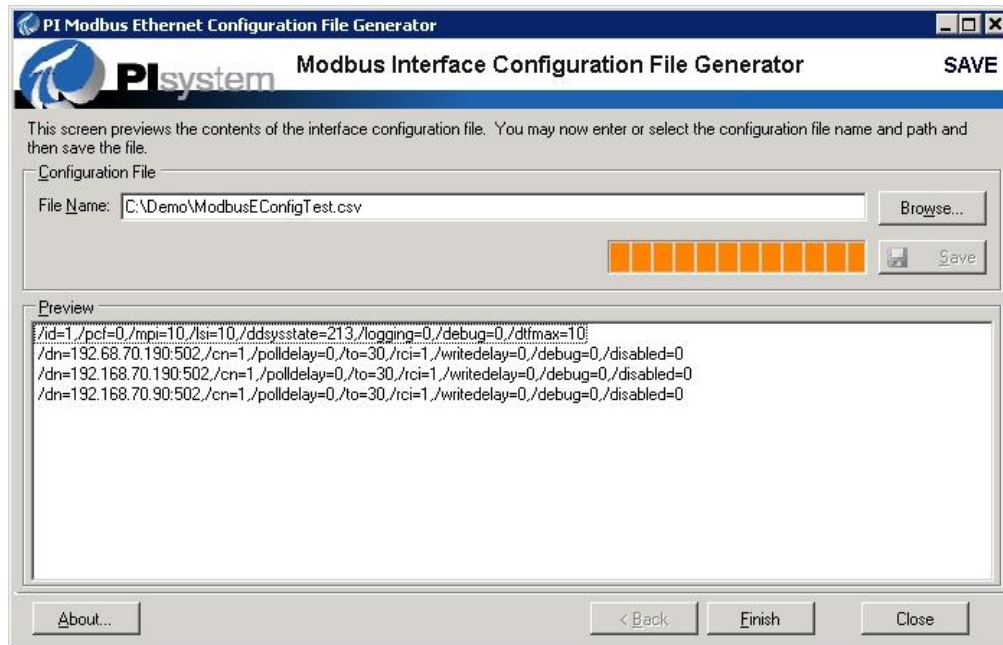 PI Modbus Ethernet Configuration File Generator
PIsystem
Modbus Interface Configuration File Generator
SAVE
This screen previews the contents of the interface configuration file. You may now enter or select the configuration file name and path and
then save the file.
Configuration File
File Name:
C:\Demo\ModbusEConfigTest.csv
Browse...
Save
Preview
/id=1,/pcf=0,/mpi=10,/lsi=10,/ddsysstate=213,/logging=0,/debug=0,/dtfmax=10
/dn=192.68.70.190:502,/cn=1,/polldelay=0,/to=30,/rci=1,/writedelay=0,/debug=0,/disabled=0
/dn=192.168.70.190:502,/cn=1,/polldelay=0,/to=30,/rci=1,/writedelay=0,/debug=0,/disabled=0
/dn=192.168.70.90:502,/cn=1,/polldelay=0,/to=30,/rci=1,/writedelay=0,/debug=0,/disabled=0
About...
< Back
Finish
Close